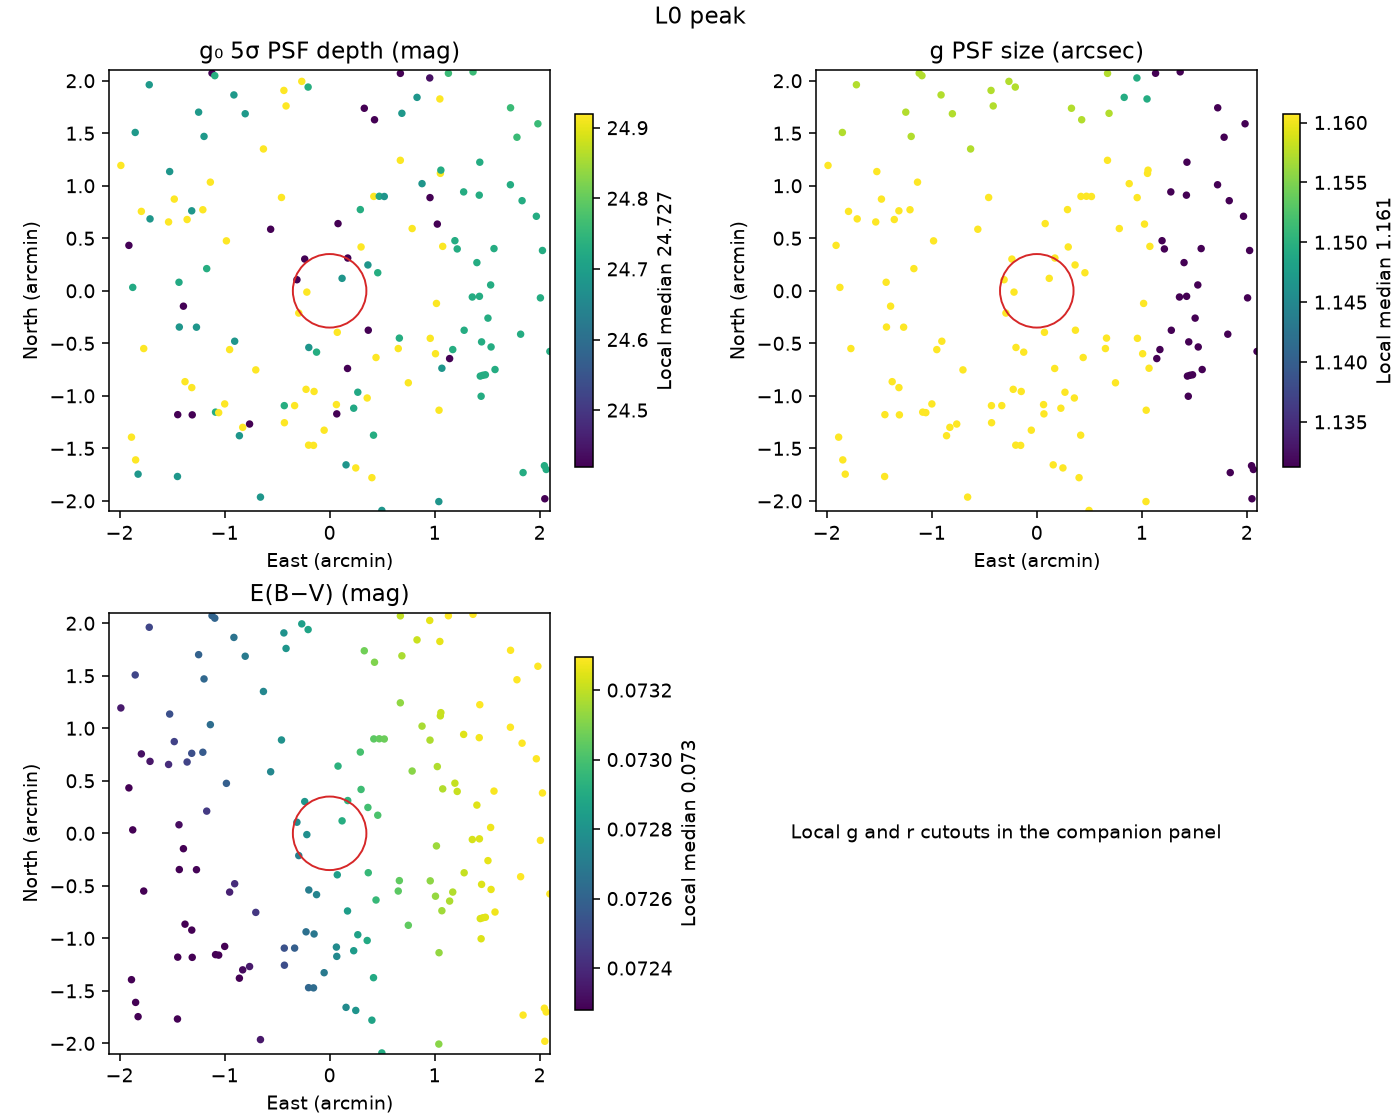 L0 peak
g₀ 5σ PSF depth (mag)
2.0
1.5
1.0
0.5
0.0
−0.5
−1.0
−1.5
−2.0
North (arcmin)
−2 −1 0 1 2
East (arcmin)
24.9
24.8
24.7
24.6
24.5
Local median 24.727
g PSF size (arcsec)
2.0
1.5
1.0
0.5
0.0
−0.5
−1.0
−1.5
−2.0
North (arcmin)
−2 −1 0 1 2
East (arcmin)
1.160
1.155
1.150
1.145
1.140
1.135
Local median 1.161
E(B−V) (mag)
2.0
1.5
1.0
0.5
0.0
−0.5
−1.0
−1.5
−2.0
North (arcmin)
−2 −1 0 1 2
East (arcmin)
0.0732
0.0730
0.0728
0.0726
0.0724
Local median 0.073
Local g and r cutouts in the companion panel